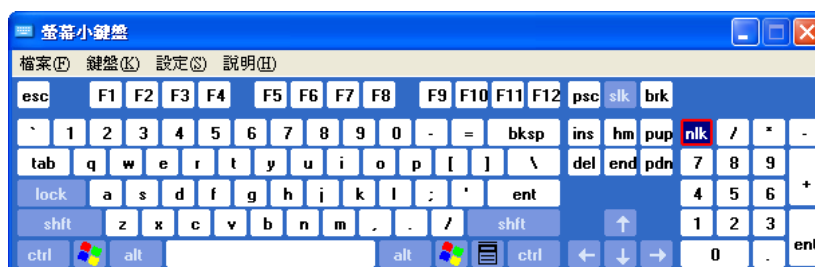 螢幕小鍵盤
檔案(F) 鍵盤(K) 設定(S) 說明(H)
esc F1 F2 F3 F4 F5 F6 F7 F8 F9 F10 F11 F12 psc slk brk
` 1 2 3 4 5 6 7 8 9 0 - = bksp ins hm pup nlk / * -
tab q w e r t y u i o p [ ] \ del end pdn 7 8 9
lock a s d f g h j k l ; ' ent 4 5 6 +
shft z x c v b n m , . / shft ↑ 1 2 3
ctrl alt alt ctrl ← ↓ → 0 . ent